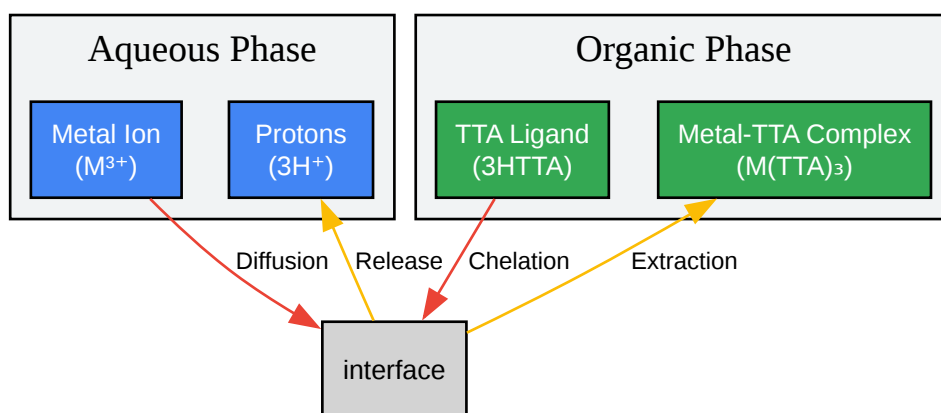 Aqueous Phase
Organic Phase
Metal Ion
(M³⁺)
Protons
(3H⁺)
TTA Ligand
(3HTTA)
Metal-TTA Complex
(M(TTA)₃)
Diffusion
Release
Chelation
Extraction
interface